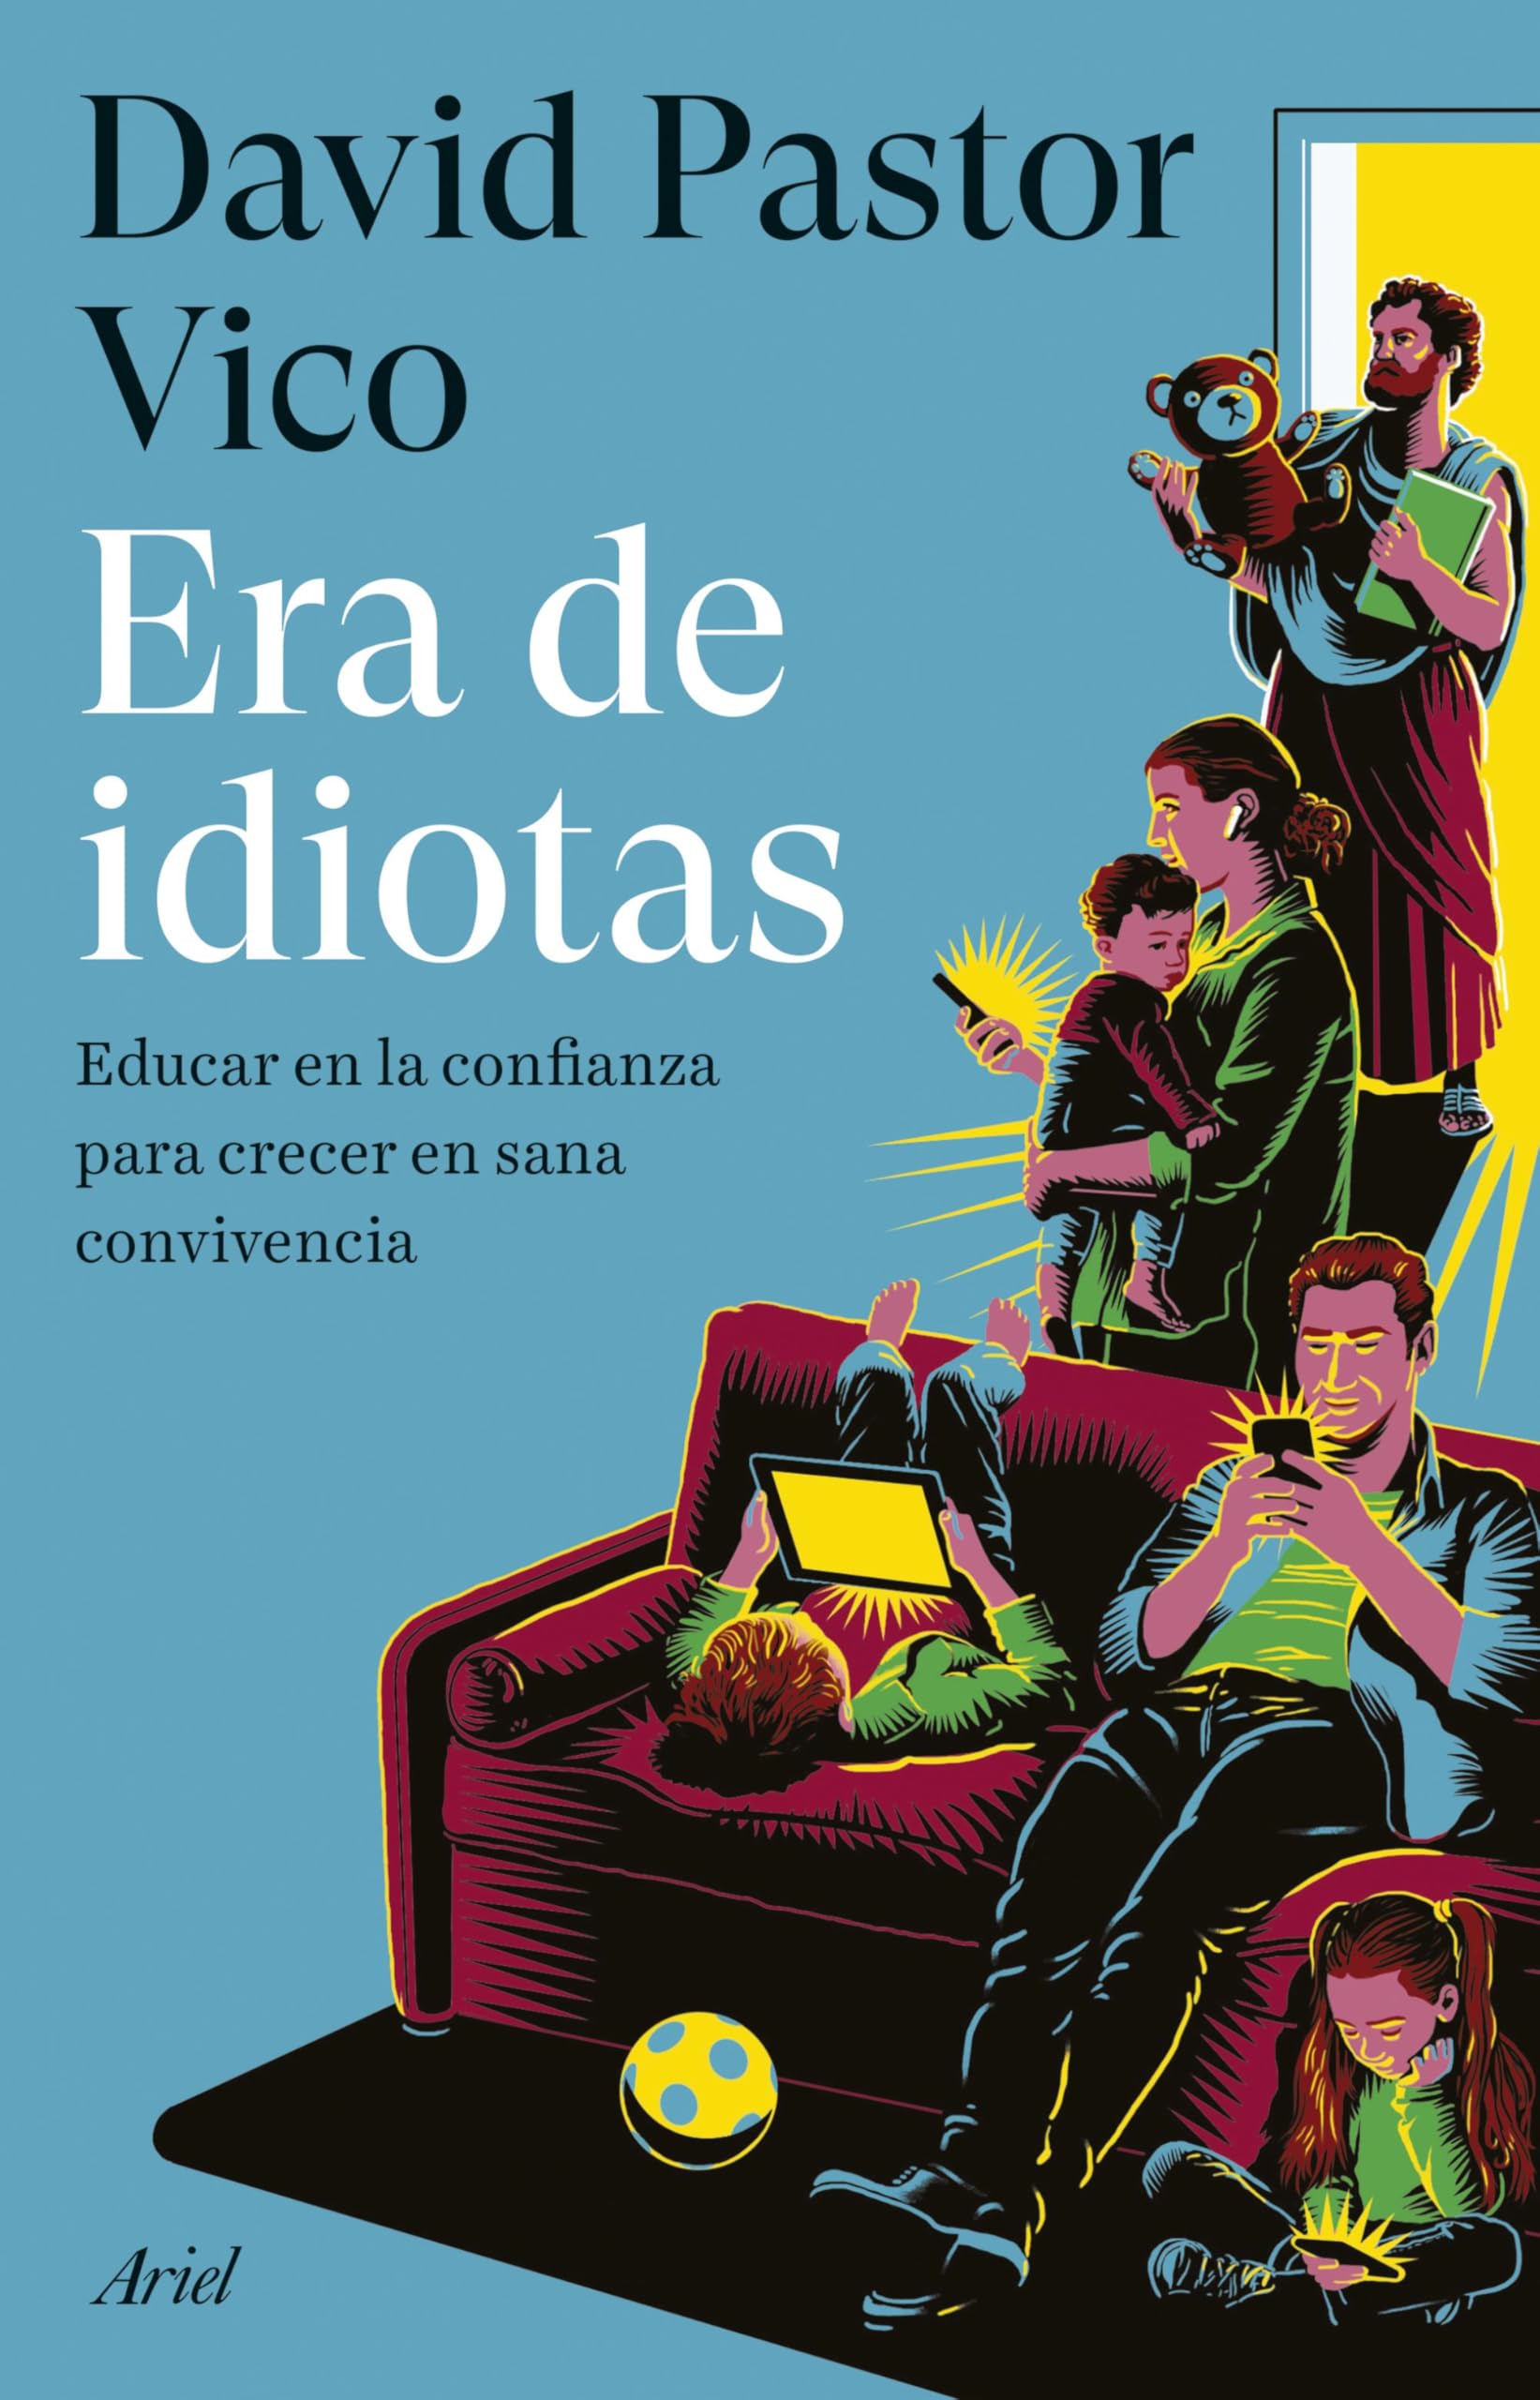 David Pastor
Vico
Era de
idiotas
Educar en la confianza
para crecer en sana
convivencia
Ariel